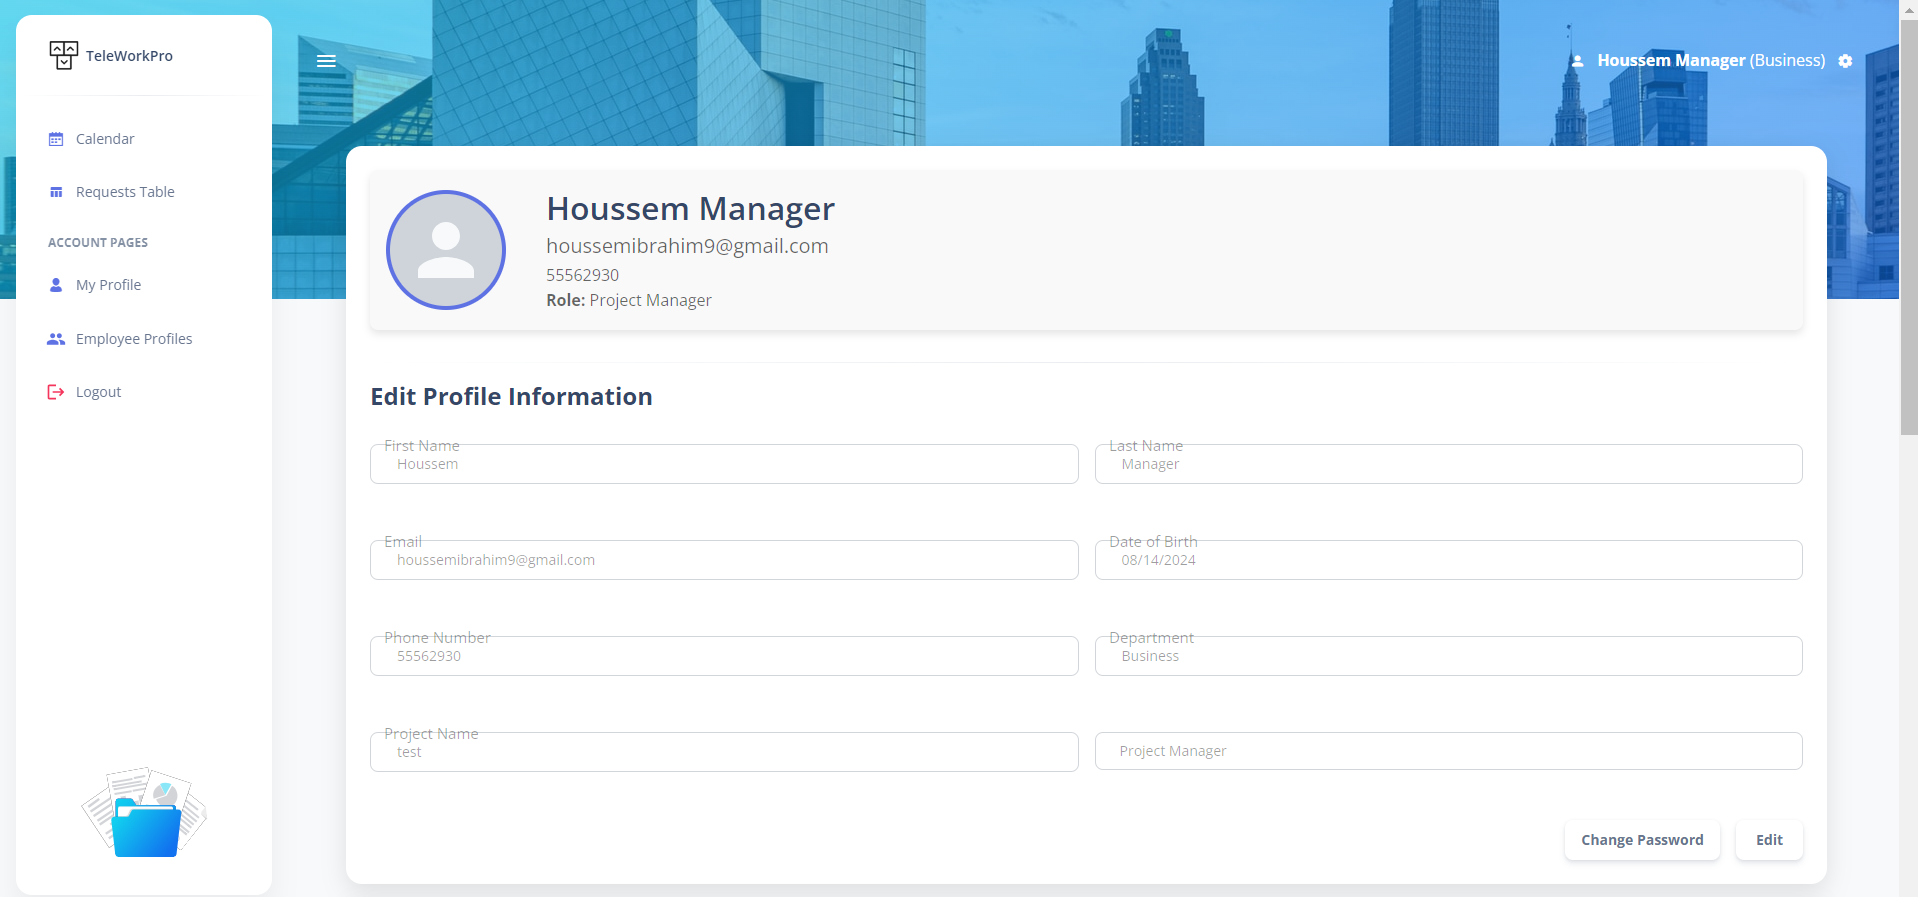 TeleWorkPro
Calendar
Requests Table
ACCOUNT PAGES
My Profile
Employee Profiles
Logout
Houssem Manager (Business)
Houssem Manager
houssemibrahim9@gmail.com
55562930
Role: Project Manager
Edit Profile Information
First Name
Houssem
Last Name
Manager
Email
houssemibrahim9@gmail.com
Date of Birth
08/14/2024
Phone Number
55562930
Department
Business
Project Name
test
Project Manager
Change Password
Edit